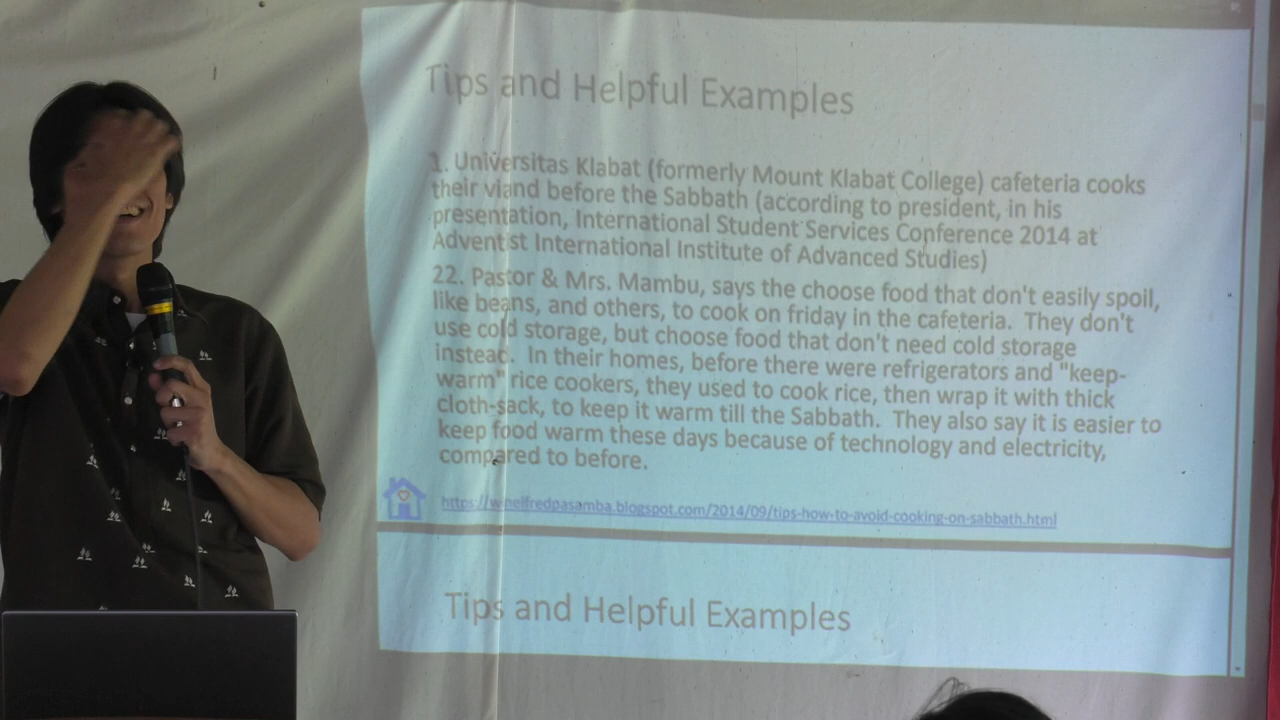 Tips and Helpful Examples
1. Universitas Klabat (formerly Mount Klabat College) cafeteria cooks
their viand before the Sabbath (according to president, in his
presentation, International Student Services Conference 2014 at
Adventist International Institute of Advanced Studies)
22. Pastor & Mrs. Mambu, says the choose food that don't easily spoil,
like beans, and others, to cook on friday in the cafeteria. They don't
use cold storage, but choose food that don't need cold storage
instead. In their homes, before there were refrigerators and "keep-
warm" rice cookers, they used to cook rice, then wrap it with thick
cloth-sack, to keep it warm till the Sabbath. They also say it is easier to
keep food warm these days because of technology and electricity,
compared to before.
https://winelfredpasamba.blogspot.com/2014/09/tips-how-to-avoid-cooking-on-sabbath.html
Tips and Helpful Examples